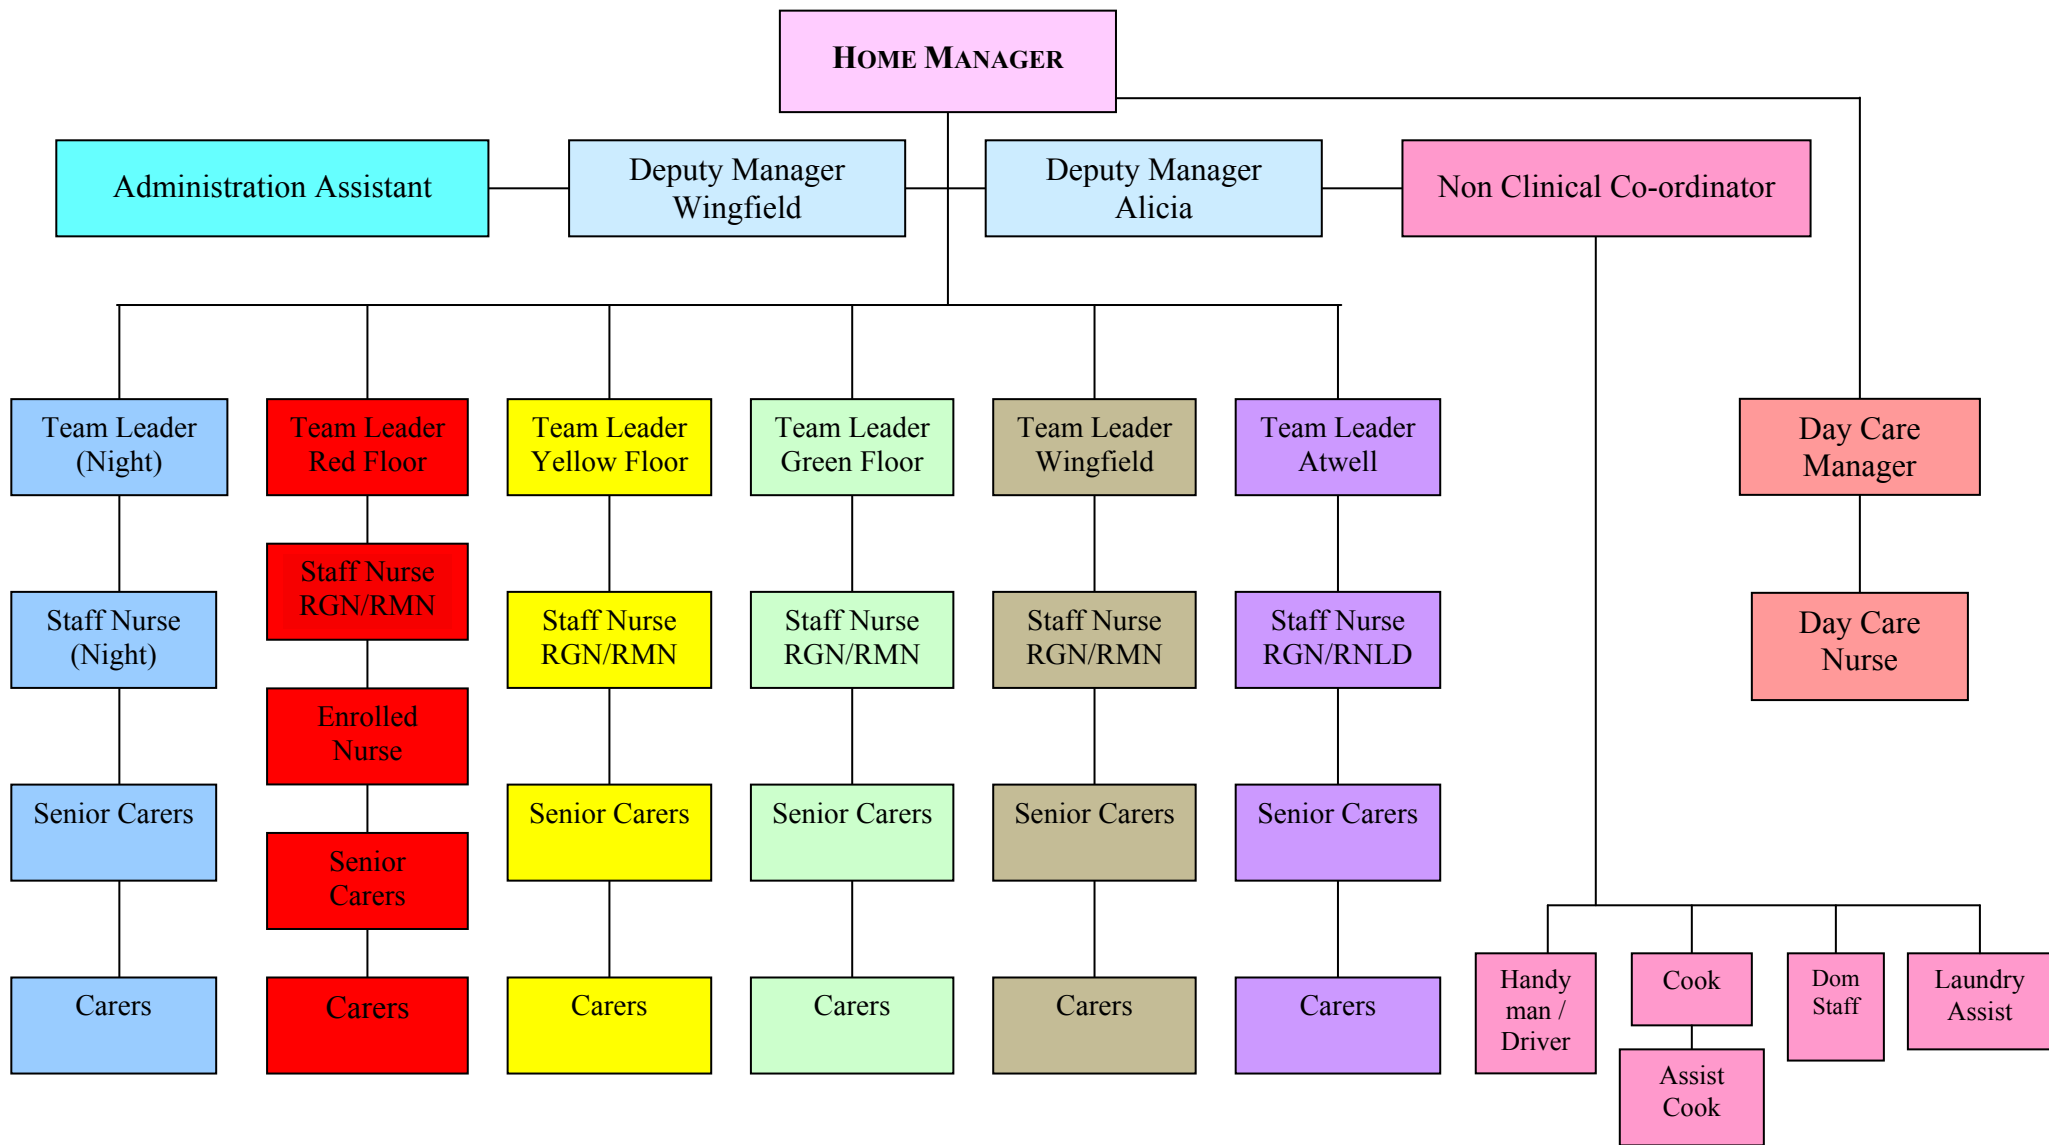 HOME MANAGER
Administration Assistant
Deputy Manager
Wingfield
Deputy Manager
Alicia
Non Clinical Co-ordinator
Team Leader
(Night)
Team Leader
Red Floor
Team Leader
Yellow Floor
Team Leader
Green Floor
Team Leader
Wingfield
Team Leader
Atwell
Day Care
Manager
Staff Nurse
(Night)
Staff Nurse
RGN/RMN
Enrolled
Nurse
Staff Nurse
RGN/RMN
Staff Nurse
RGN/RMN
Staff Nurse
RGN/RMN
Staff Nurse
RGN/RNLD
Day Care
Nurse
Senior Carers
Senior
Carers
Senior Carers
Senior Carers
Senior Carers
Senior Carers
Carers
Carers
Carers
Carers
Carers
Carers
Handy
man /
Driver
Cook
Assist
Cook
Dom
Staff
Laundry
Assist